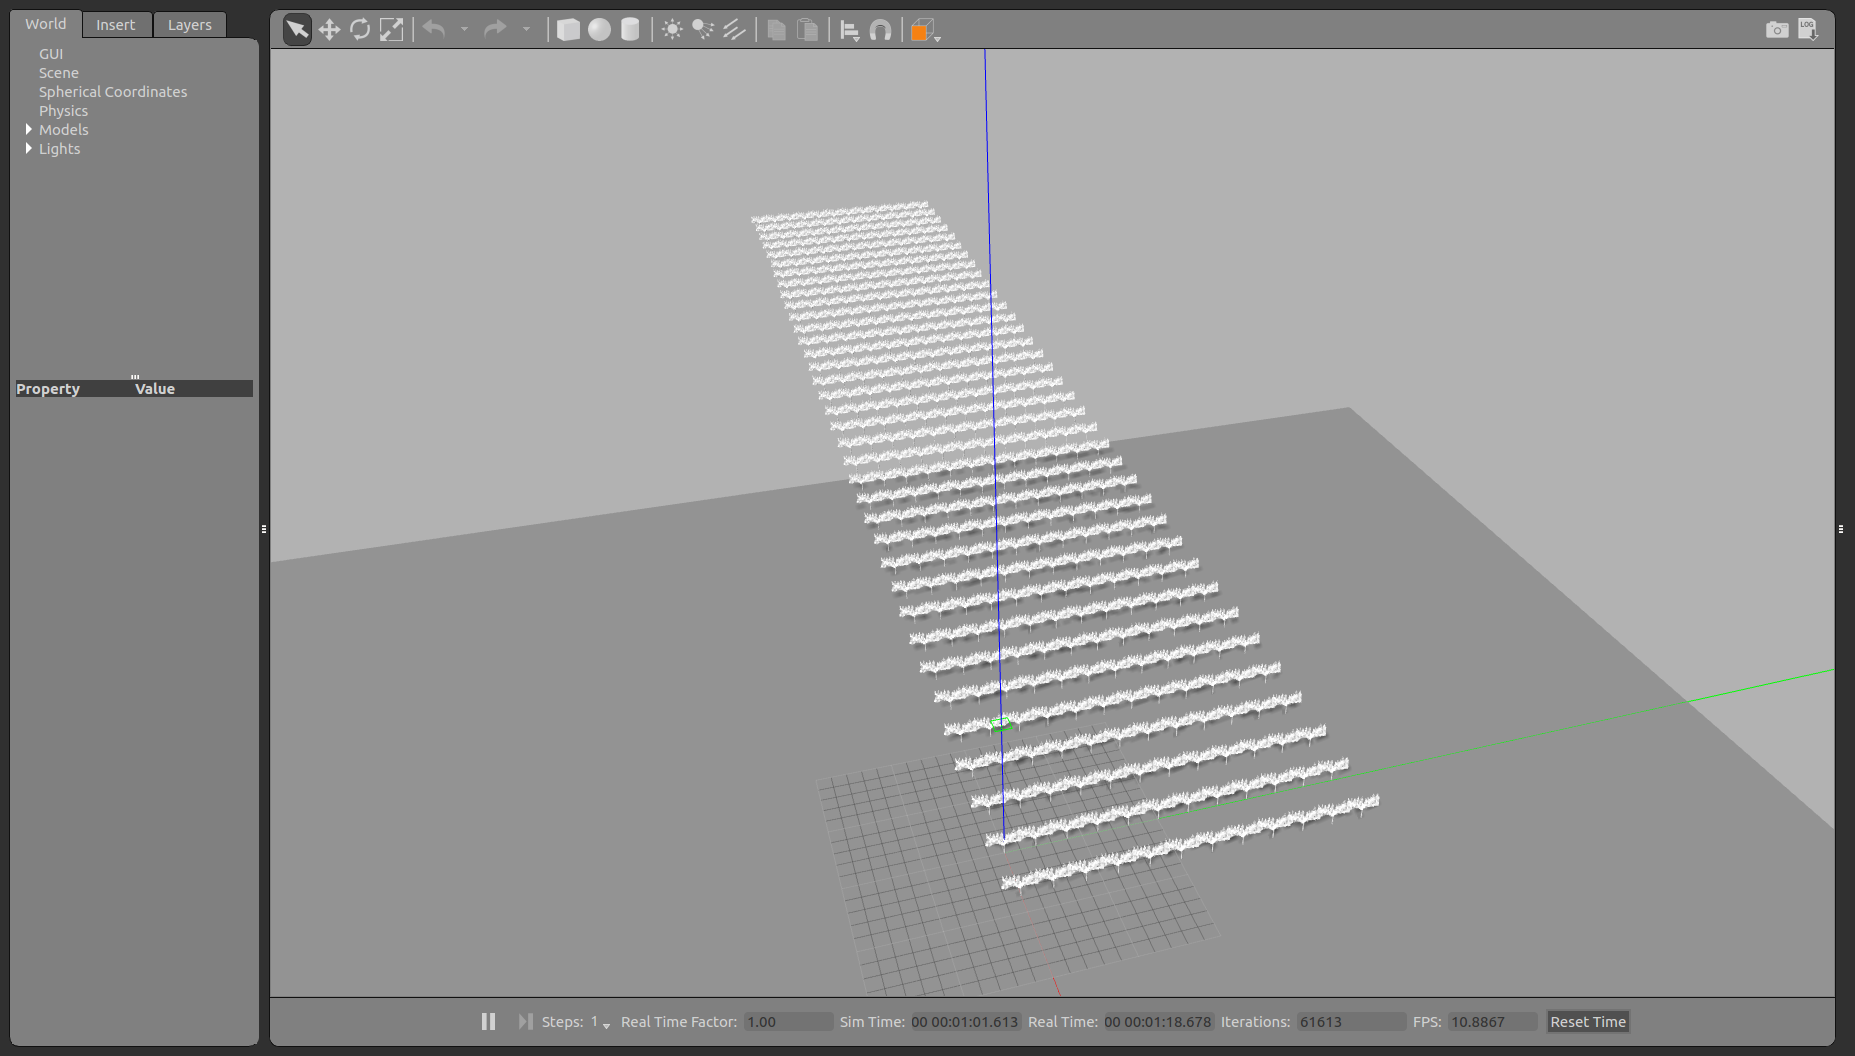 World Insert Layers
GUI
Scene
Spherical Coordinates
Physics
Models
Lights
Property Value
LOG
Steps: 1 Real Time Factor: 1.00 Sim Time: 00 00:01:01.613 Real Time: 00 00:01:18.678 Iterations: 61613 FPS: 10.8867 Reset Time